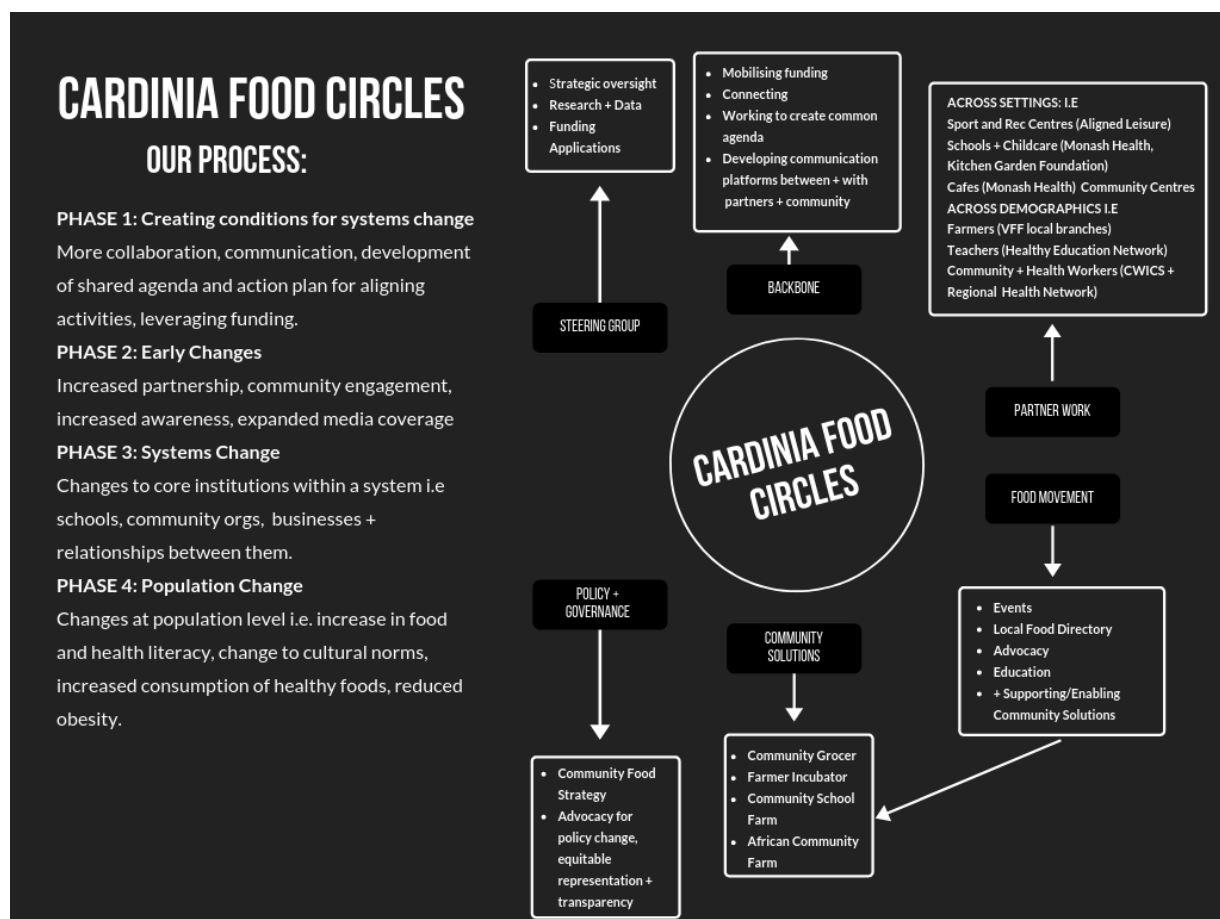 CARDINIA FOOD CIRCLES
OUR PROCESS:
PHASE 1: Creating conditions for systems change
More collaboration, communication, development
of shared agenda and action plan for aligning
activities, leveraging funding.
PHASE 2: Early Changes
Increased partnership, community engagement,
increased awareness, expanded media coverage
PHASE 3: Systems Change
Changes to core institutions within a system i.e
schools, community orgs, businesses +
relationships between them.
PHASE 4: Population Change
Changes at population level i.e. increase in food
and health literacy, change to cultural norms,
increased consumption of healthy foods, reduced
obesity.
• Strategic oversight
• Research + Data
• Funding
Applications
STEERING GROUP
• Mobilising funding
• Connecting
• Working to create common
agenda
• Developing communication
platforms between + with
partners + community
BACKBONE
ACROSS SETTINGS: I.E
Sport and Rec Centres (Aligned Leisure)
Schools + Childcare (Monash Health,
Kitchen Garden Foundation)
Cafes (Monash Health) Community Centres
ACROSS DEMOGRAPHICS I.E
Farmers (VFF local branches)
Teachers (Healthy Education Network)
Community + Health Workers (CWICS +
Regional Health Network)
PARTNER WORK
CARDINIA FOOD
CIRCLES
FOOD MOVEMENT
• Events
• Local Food Directory
• Advocacy
• Education
• + Supporting/Enabling
Community Solutions
POLICY +
GOVERNANCE
• Community Food
Strategy
• Advocacy for
policy change,
equitable
representation +
transparency
COMMUNITY
SOLUTIONS
• Community Grocer
• Farmer Incubator
• Community School
Farm
• African Community
Farm